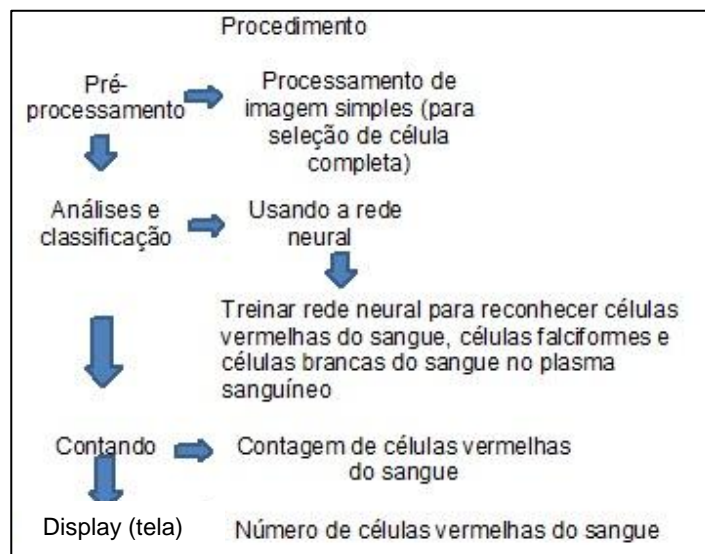 Procedimento
Pré-
processamento
Processamento de
imagem simples (para
seleção de célula
completa)
Análises e
classificação
Usando a rede
neural
Treinar rede neural para reconhecer células
vermelhas do sangue, células falciformes e
células brancas do sangue no plasma
sanguíneo
Contando
Contagem de células vermelhas
do sangue
Display (tela)
Número de células vermelhas do sangue